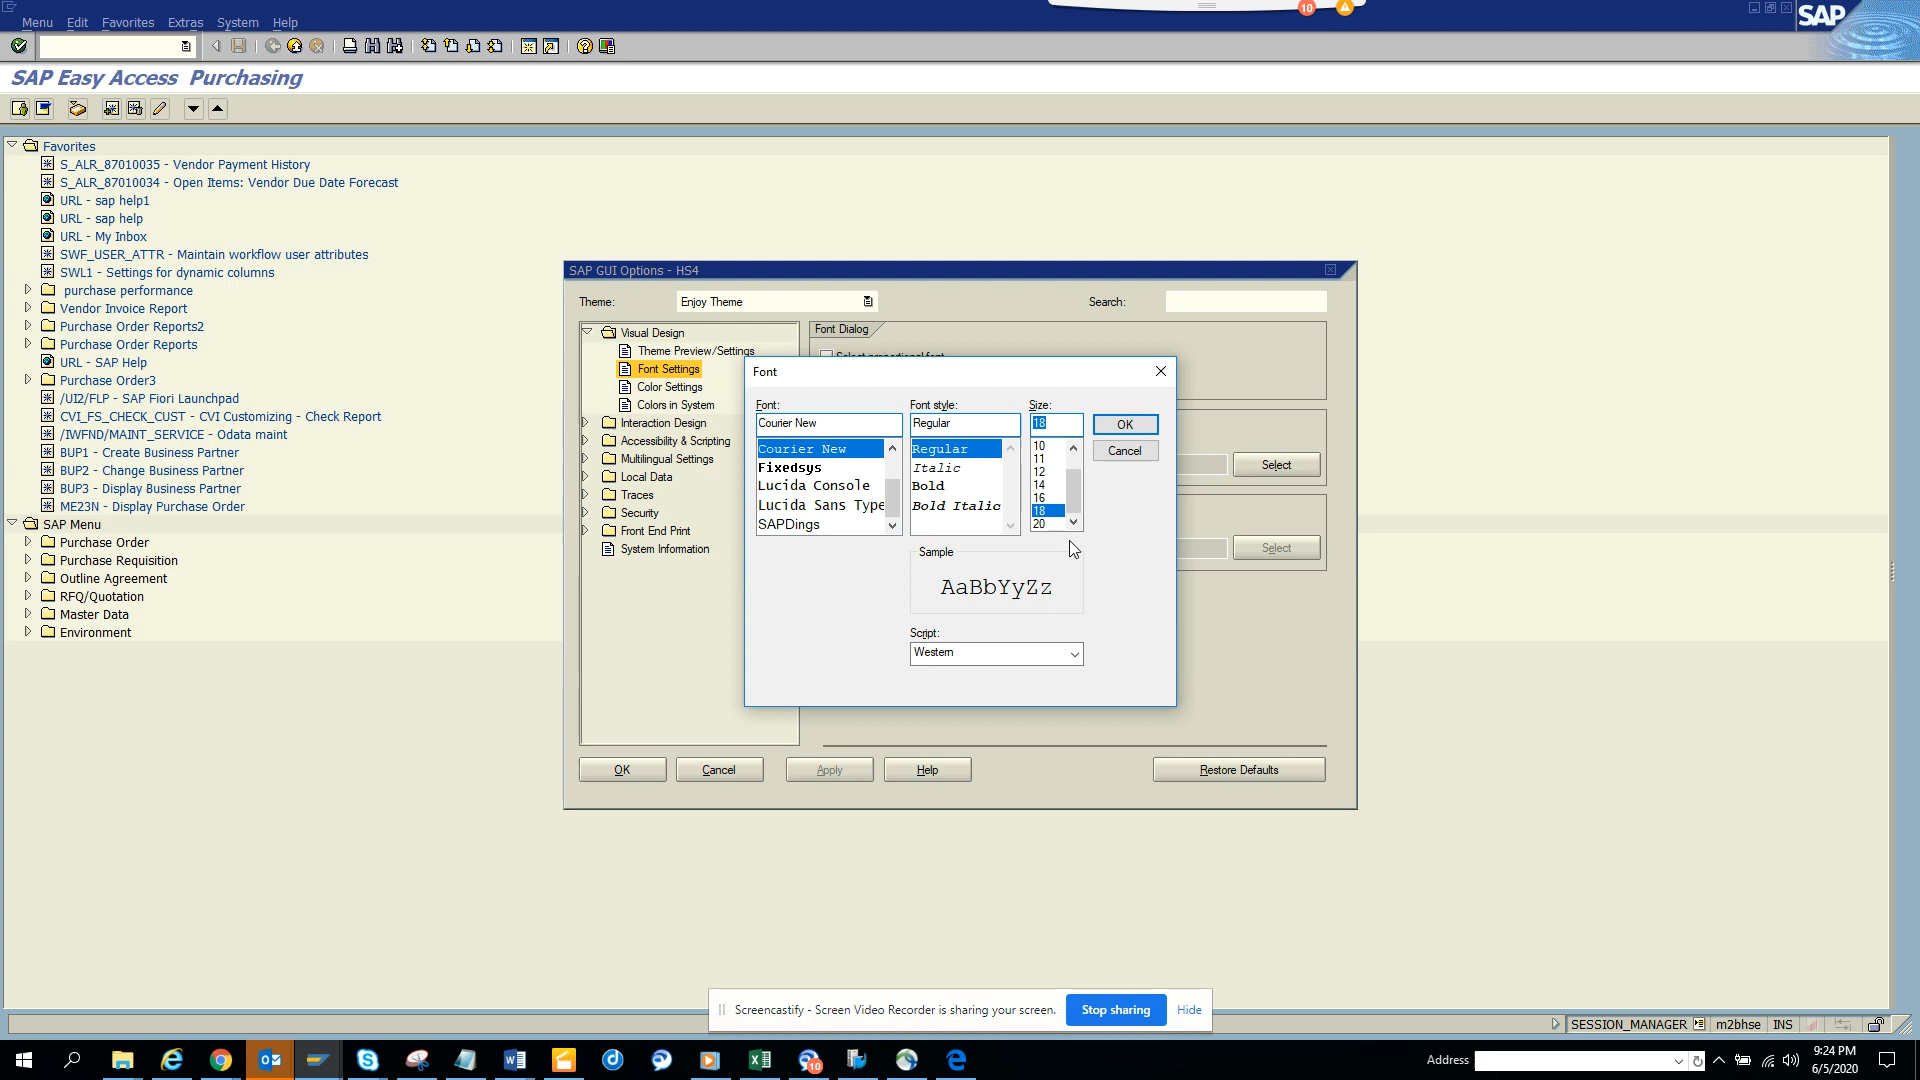 Menu Edit Favorites Extras System Help
10
SAP
SAP Easy Access Purchasing
Favorites
S_ALR_87010035 - Vendor Payment History
S_ALR_87010034 - Open Items: Vendor Due Date Forecast
URL - sap help1
URL - sap help
URL - My Inbox
SWF_USER_ATTR - Maintain workflow user attributes
SWL1 - Settings for dynamic columns
purchase performance
Vendor Invoice Report
Purchase Order Reports2
Purchase Order Reports
URL - SAP Help
Purchase Order3
/UI2/FLP - SAP Fiori Launchpad
CVI_FS_CHECK_CUST - CVI Customizing - Check Report
/IWFND/MAINT_SERVICE - Odata maint
BUP1 - Create Business Partner
BUP2 - Change Business Partner
BUP3 - Display Business Partner
ME23N - Display Purchase Order
SAP Menu
Purchase Order
Purchase Requisition
Outline Agreement
RFQ/Quotation
Master Data
Environment
SAP GUI Options - HS4
Theme: Enjoy Theme Search:
Visual Design
Theme Preview/Settings
Font Settings
Color Settings
Colors in System
Interaction Design
Accessibility & Scripting
Multilingual Settings
Local Data
Traces
Security
Front End Print
System Information
Font Dialog
Select
Select
OK Cancel Apply Help Restore Defaults
Font
Font: Font style: Size:
Courier New Regular 18 OK
Cancel
Courier New
Fixedsys
Lucida Console
Lucida Sans Type
SAPDings
Regular
Italic
Bold
Bold Italic
10
11
12
14
16
18
20
Sample
AaBbYyZz
Script:
Western
Screencastify - Screen Video Recorder is sharing your screen. Stop sharing Hide
SESSION_MANAGER m2bhse INS
10
Address
9:24 PM
6/5/2020